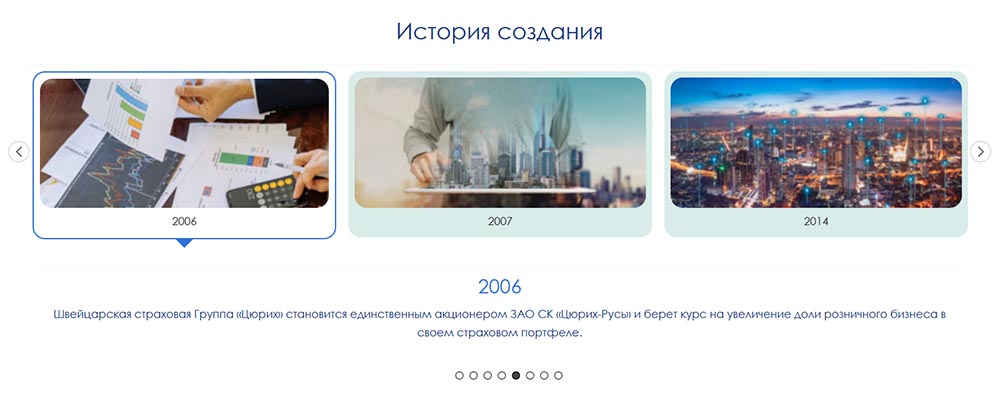 История создания
2006
2007
2014
2006
Швейцарская страховая Группа «Цюрих» становится единственным акционером ЗАО СК «Цюрих-Русь» и берет курс на увеличение доли розничного бизнеса в
своем страховом портфеле.